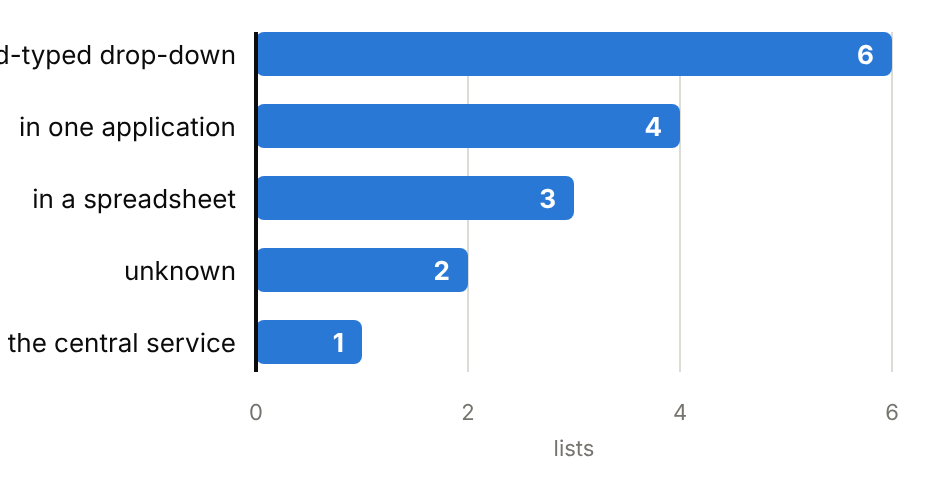 d-typed drop-down 6
in one application 4
in a spreadsheet 3
unknown 2
the central service 1
0 2 4 6
lists